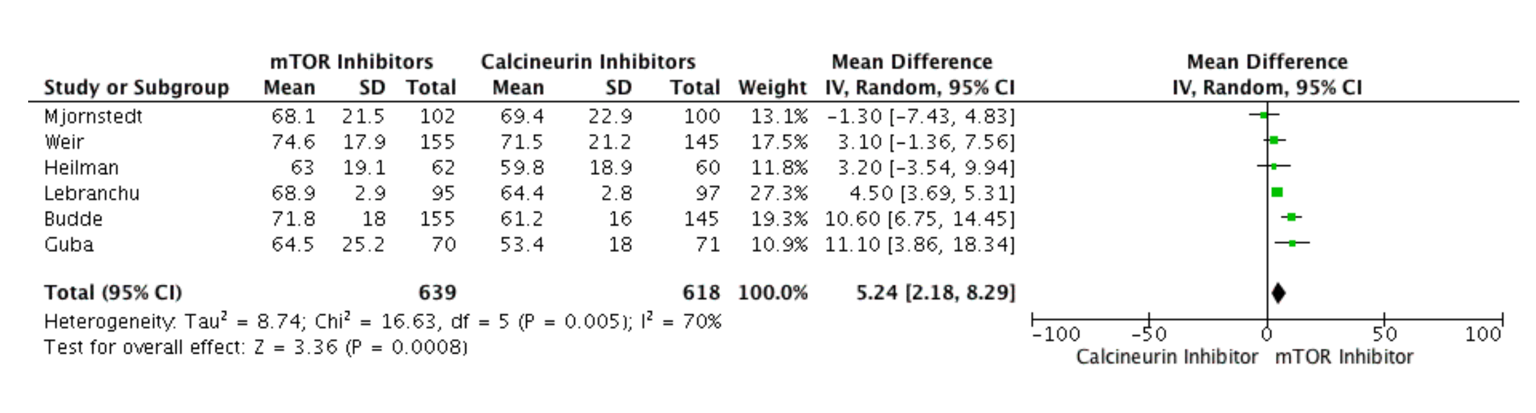 mTOR Inhibitors Calcineurin Inhibitors Mean Difference Mean Difference
Study or Subgroup Mean SD Total Mean SD Total Weight IV, Random, 95% CI IV, Random, 95% CI
Mjornstedt 68.1 21.5 102 69.4 22.9 100 13.1% -1.30 [-7.43, 4.83]
Weir 74.6 17.9 155 71.5 21.2 145 17.5% 3.10 [-1.36, 7.56]
Heilman 63 19.1 62 59.8 18.9 60 11.8% 3.20 [-3.54, 9.94]
Lebranchu 68.9 2.9 95 64.4 2.8 97 27.3% 4.50 [3.69, 5.31]
Budde 71.8 18 155 61.2 16 145 19.3% 10.60 [6.75, 14.45]
Guba 64.5 25.2 70 53.4 18 71 10.9% 11.10 [3.86, 18.34]
Total (95% CI) 639 618 100.0% 5.24 [2.18, 8.29]
Heterogeneity: Tau² = 8.74; Chi² = 16.63, df = 5 (P = 0.005); I² = 70%
Test for overall effect: Z = 3.36 (P = 0.0008)
-100 -50 0 50 100
Calcineurin Inhibitor mTOR Inhibitor